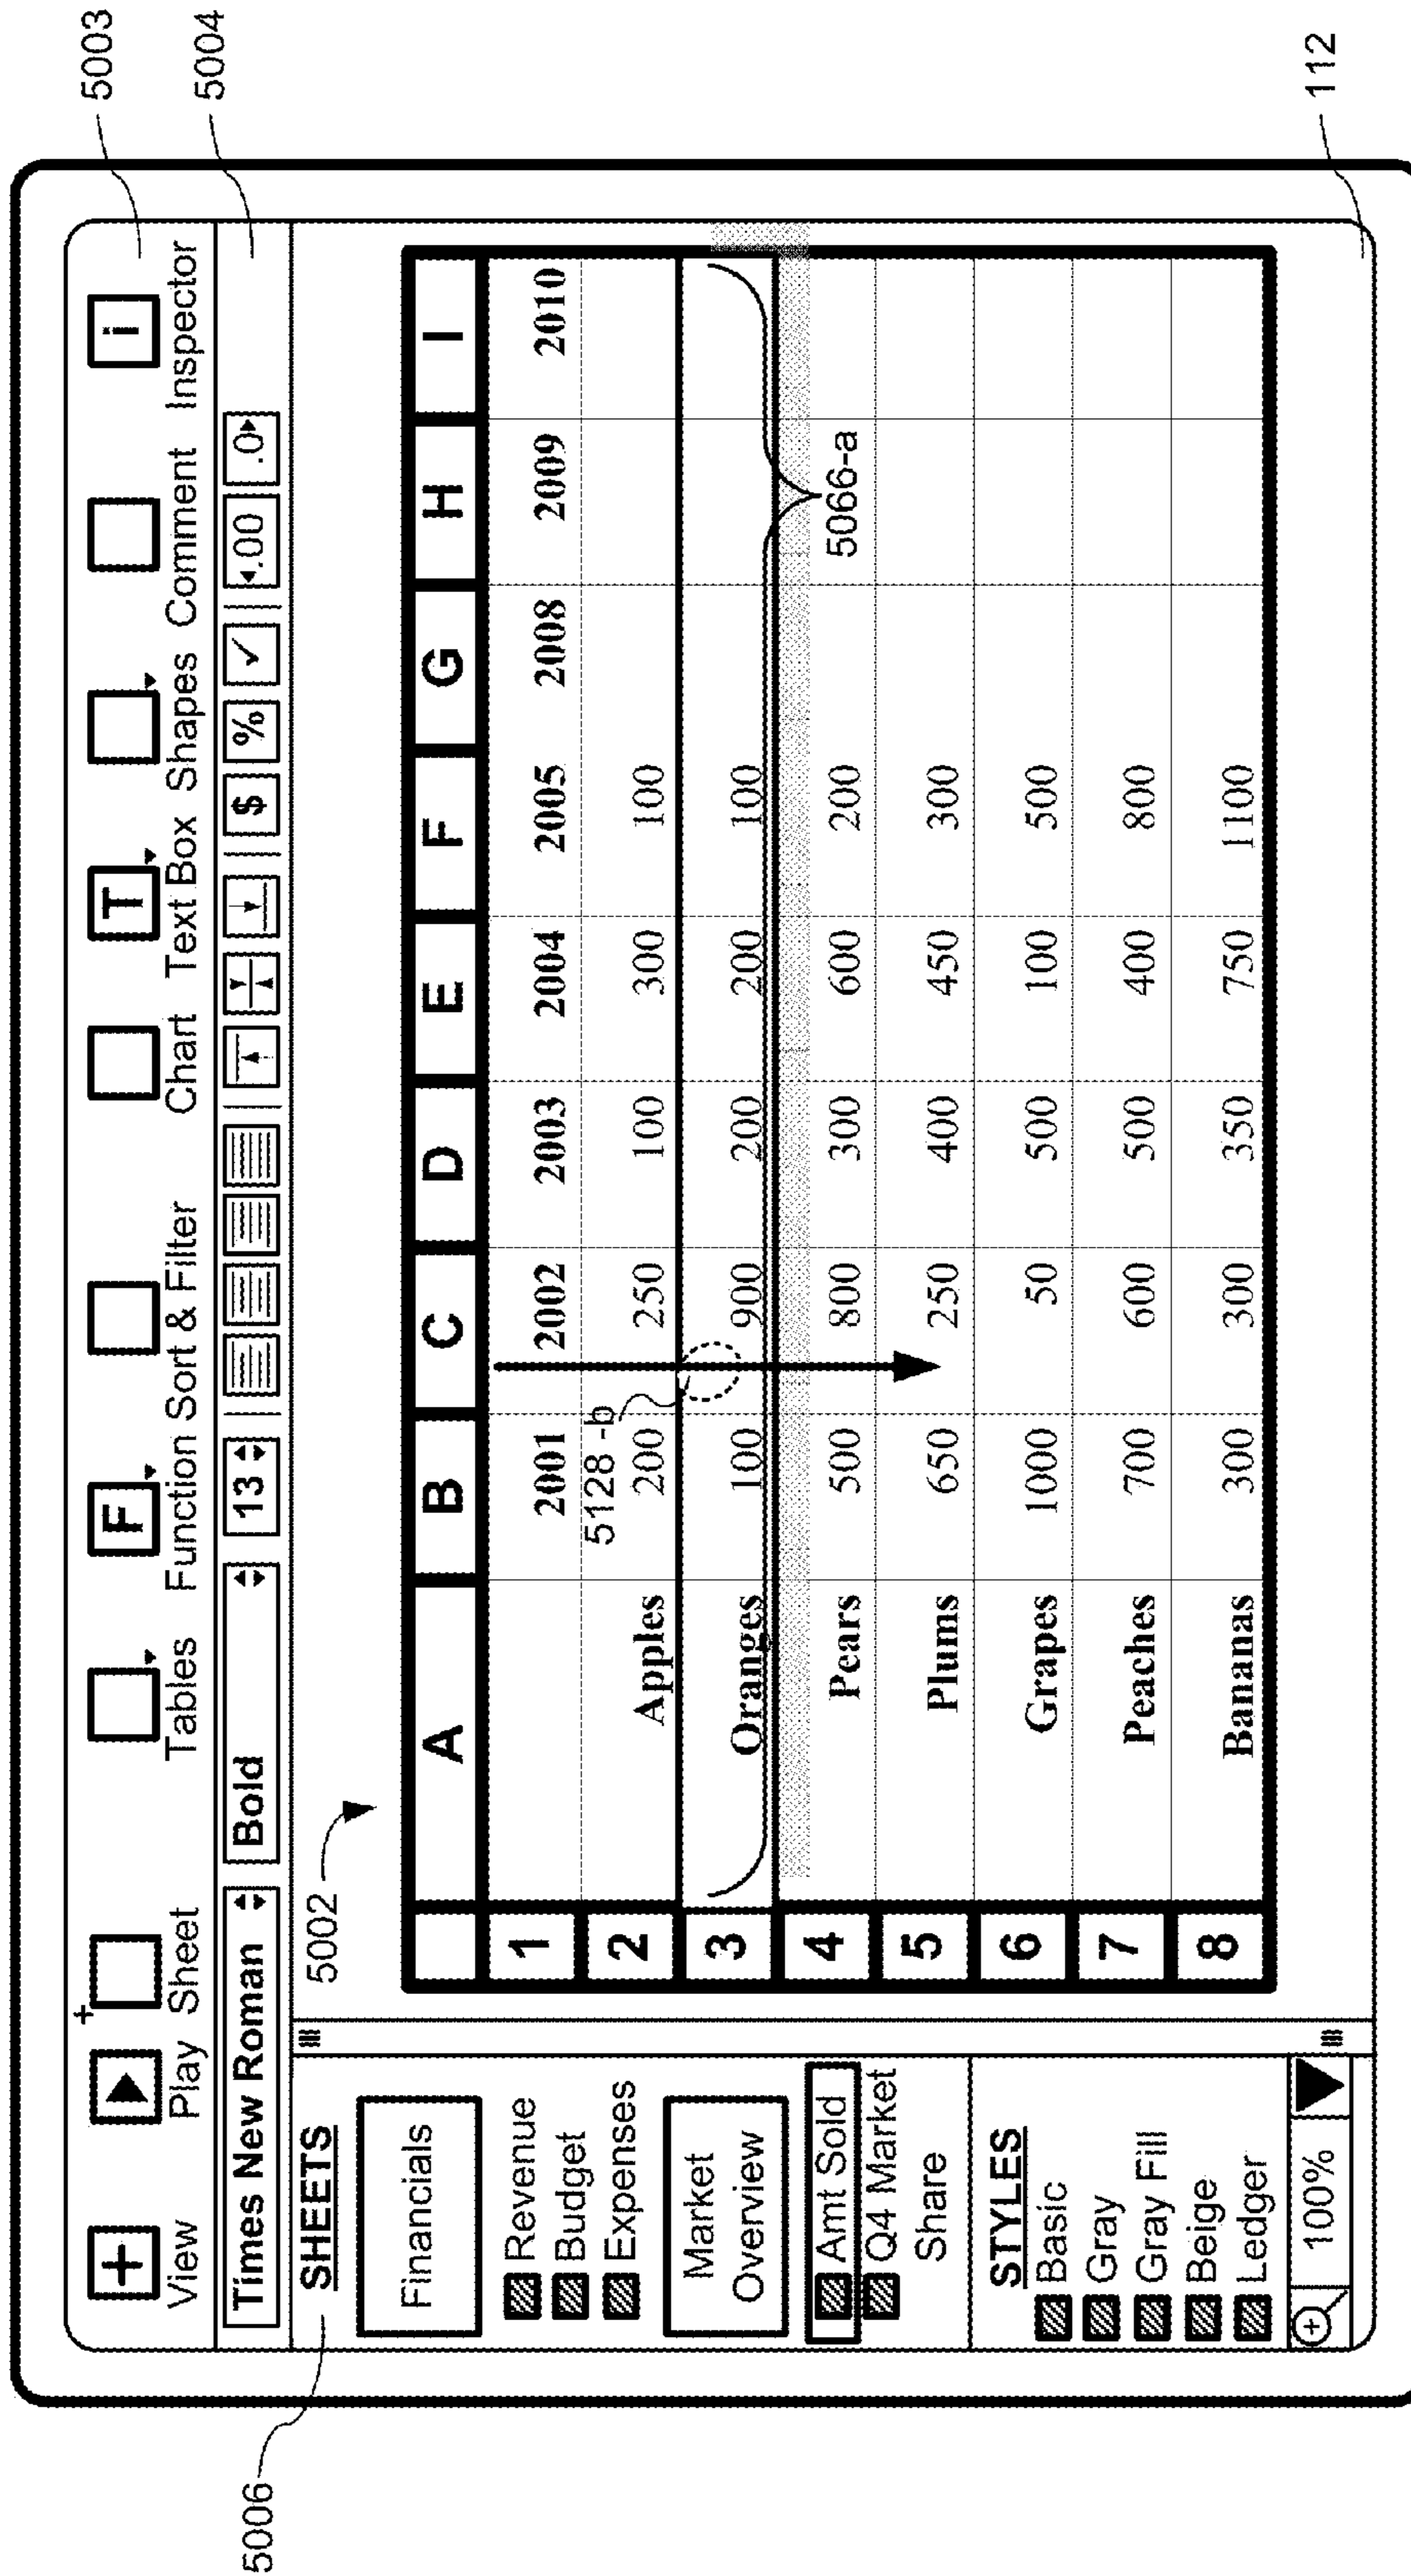 5003
5004
View Play Sheet Tables Function Sort & Filter Chart Text Box Shapes Comment Inspector
+ + F T i
Times New Roman Bold 13 $ % ✓ .00 .0
5006
SHEETS
Financials
Revenue
Budget
Expenses
Market
Overview
Amt Sold
Q4 Market
Share
STYLES
Basic
Gray
Gray Fill
Beige
Ledger
100%
5002
A B C D E F G H I
1 2001 2002 2003 2004 2005 2008 2009 2010
5128 -b
2 Apples 200 250 100 300 100
3 Oranges 100 900 200 200 100
5066-a
4 Pears 500 800 300 600 200
5 Plums 650 250 400 450 300
6 Grapes 1000 50 500 100 500
7 Peaches 700 600 500 400 800
8 Bananas 300 300 350 750 1100
112